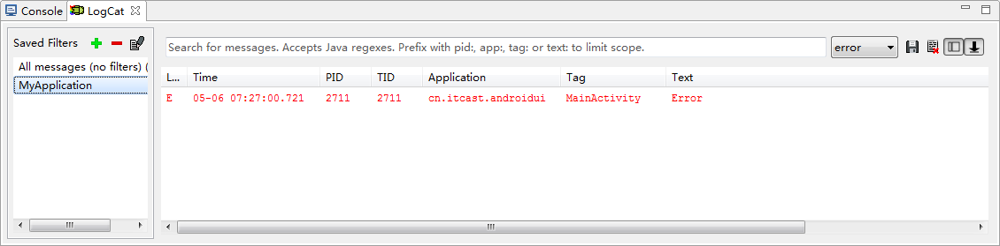 Console LogCat
Saved Filters
Search for messages. Accepts Java regexes. Prefix with pid:, app:, tag: or text: to limit scope. error
All messages (no filters) (
MyApplication
L... Time PID TID Application Tag Text
E 05-06 07:27:00.721 2711 2711 cn.itcast.androidui MainActivity Error